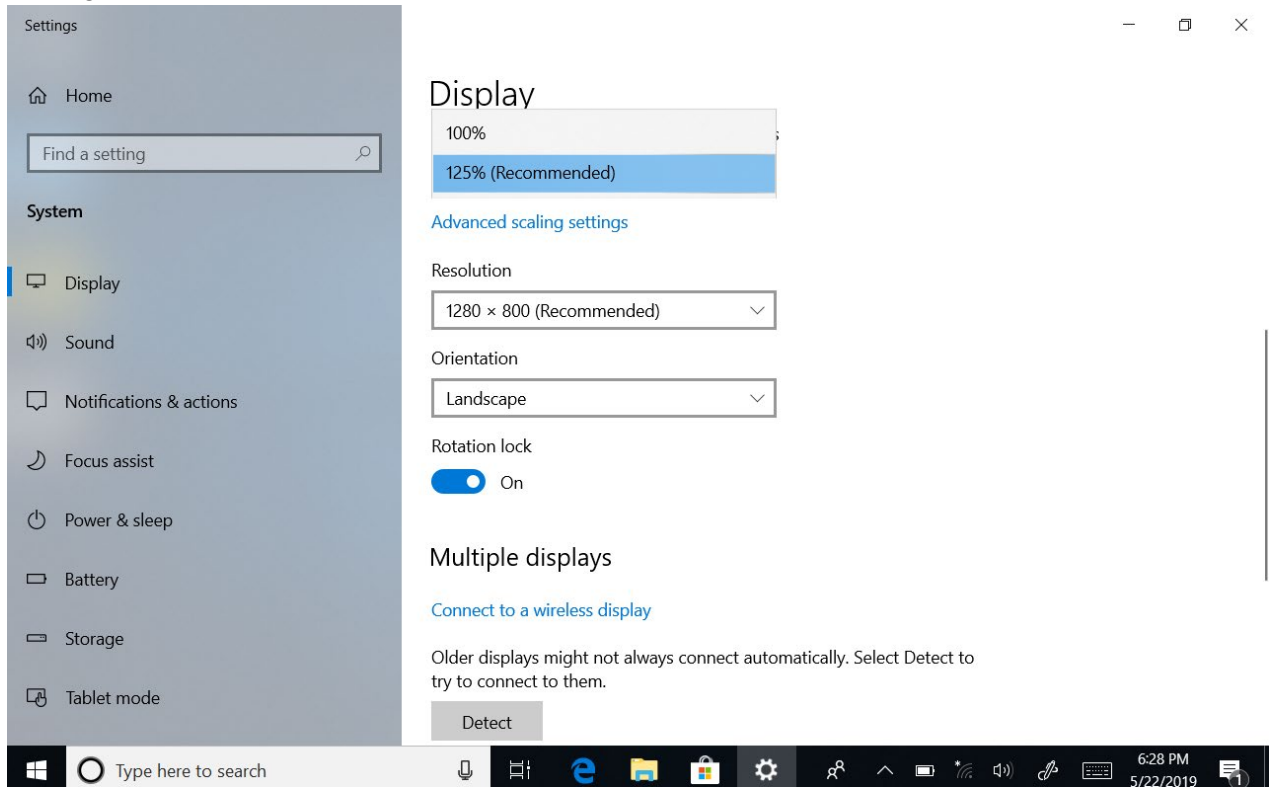 Settings
Home
Find a setting
System
Display
Sound
Notifications & actions
Focus assist
Power & sleep
Battery
Storage
Tablet mode
Display
100%
125% (Recommended)
Advanced scaling settings
Resolution
1280 × 800 (Recommended)
Orientation
Landscape
Rotation lock
On
Multiple displays
Connect to a wireless display
Older displays might not always connect automatically. Select Detect to
try to connect to them.
Detect
Type here to search
6:28 PM
5/22/2019
1